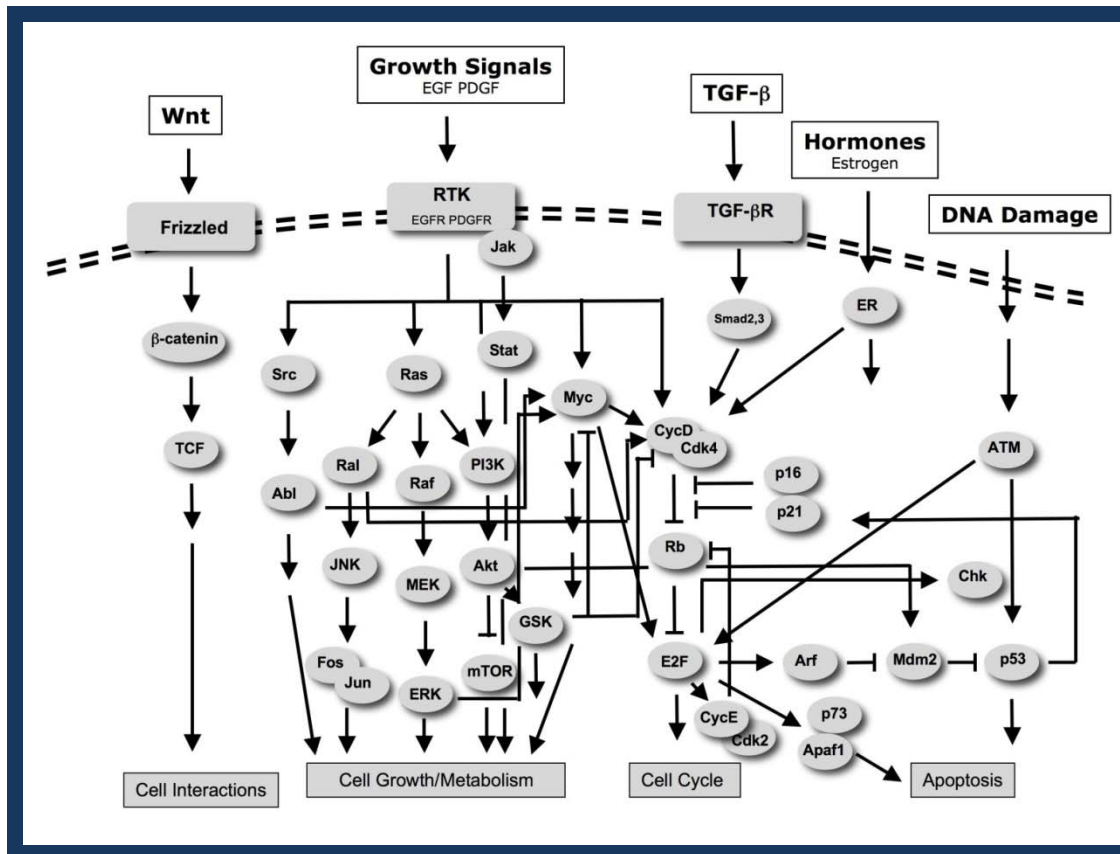 Growth Signals
EGF PDGF
TGF-β
Wnt
Hormones
Estrogen
RTK
EGFR PDGFR
TGF-βR
DNA Damage
Frizzled
Jak
ER
Smad2,3
β-catenin
Stat
Src
Ras
Myc
CycD
Cdk4
TCF
ATM
Ral
PI3K
p16
Raf
Abl
p21
Rb
JNK
Akt
Chk
MEK
GSK
Fos
Jun
mTOR
E2F
Arf
Mdm2
p53
ERK
CycE
Cdk2
p73
Apaf1
Cell Interactions
Cell Growth/Metabolism
Cell Cycle
Apoptosis